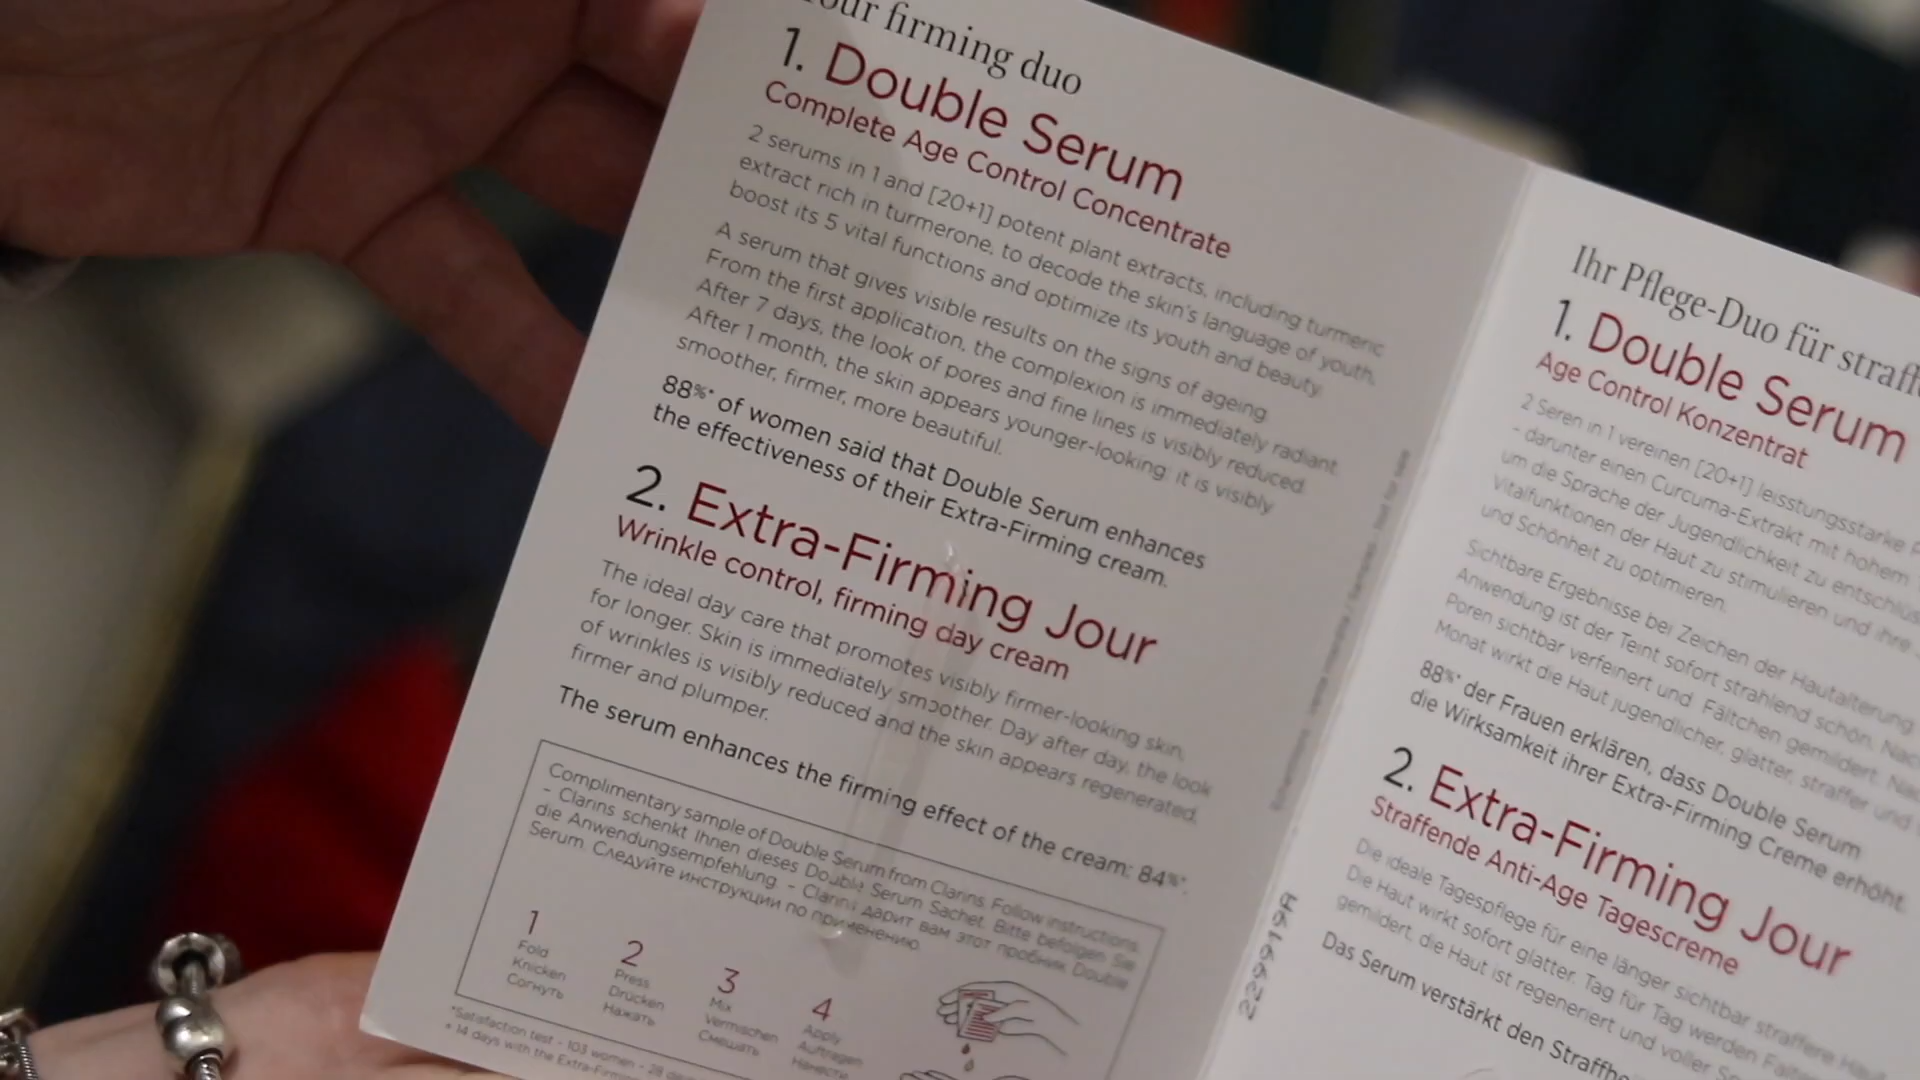 Your firming duo
1. Double Serum
Complete Age Control Concentrate
2 serums in 1 and [20+1] potent plant extracts, including turmeric
extract rich in turmerone, to decode the skin's language of youth,
boost its 5 vital functions and optimize its youth and beauty.
A serum that gives visible results on the signs of ageing.
From the first application, the complexion is immediately radiant.
After 7 days, the look of pores and fine lines is visibly reduced.
After 1 month, the skin appears younger-looking: it is visibly
smoother, firmer, more beautiful.
88%* of women said that Double Serum enhances
the effectiveness of their Extra-Firming cream.
2. Extra-Firming Jour
Wrinkle control, firming day cream
The ideal day care that promotes visibly firmer-looking skin,
for longer. Skin is immediately smoother. Day after day, the look
of wrinkles is visibly reduced and the skin appears regenerated,
firmer and plumper.
The serum enhances the firming effect of the cream: 84%*.
Complimentary sample of Double Serum from Clarins. Follow instructions.
- Clarins schenkt Ihnen dieses Double Serum Sachet. Bitte befolgen Sie
die Anwendungsempfehlung. - Clarins дарит вам этот пробник Double
Serum. Следуйте инструкции по применению.
1
Fold
Knicken
Согнуть
2
Press
Drücken
Нажать
3
Mix
Vermischen
Смешать
4
Apply
Auftragen
Нанести
*Satisfaction test - 103 women - 28
+ 14 days with the Extra-Firming
229619A
Ihr Pflege-Duo für
1. Double Serum
Age Control Konzentrat
2 Seren in 1 vereinen [20+1] leisstungsstarke
- darunter einen Curcuma-Extrakt mit hohem
um die Sprache der Jugendlichkeit zu
Vitalfunktionen der Haut zu stimulieren und ihre
und Schönheit zu optimieren.
Sichtbare Ergebnisse bei Zeichen der Hautalterung
Anwendung ist der Teint sofort strahlend schön. Nach
Poren sichtbar verfeinert und Fältchen gemildert.
Monat wirkt die Haut jugendlicher, glatter, straffer und
88%* der Frauen erklären, dass Double Serum
die Wirksamkeit ihrer Extra-Firming Creme erhöht.
2. Extra-Firming Jour
Straffende Anti-Age Tagescreme
Die ideale Tagespflege für eine länger sichtbar straffere
Die Haut wirkt sofort glatter. Tag für Tag werden
gemildert, die Haut ist regeneriert und voller
Das Serum verstärkt den